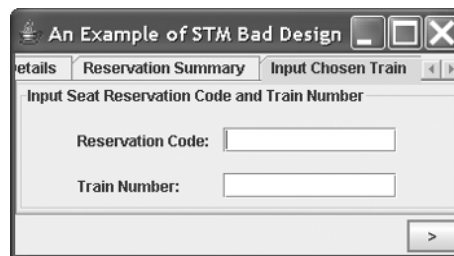 An Example of STM Bad Design
etails Reservation Summary Input Chosen Train
Input Seat Reservation Code and Train Number
Reservation Code:
Train Number:
>